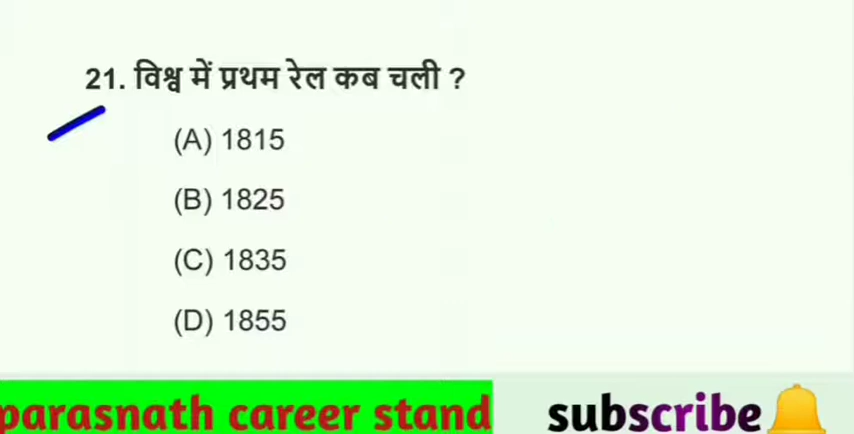 21. विश्व में प्रथम रेल कब चली ?
(A) 1815
(B) 1825
(C) 1835
(D) 1855
parasnath career stand subscribe